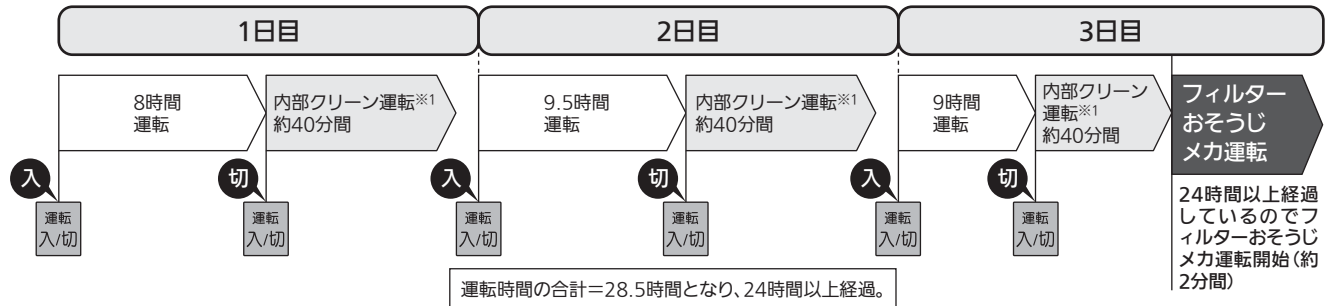 1日目
2日目
3日目
8時間
運転
内部クリーン運転※1
約40分間
9.5時間
運転
内部クリーン運転※1
約40分間
9時間
運転
内部クリーン
運転※1
約40分間
フィルター
おそうじ
メカ運転
入
切
入
切
入
切
運転
入/切
運転
入/切
運転
入/切
運転
入/切
運転
入/切
運転
入/切
24時間以上経過
しているのでフ
ィルターおそうじ
メカ運転開始(約
2分間)
運転時間の合計=28.5時間となり、24時間以上経過。